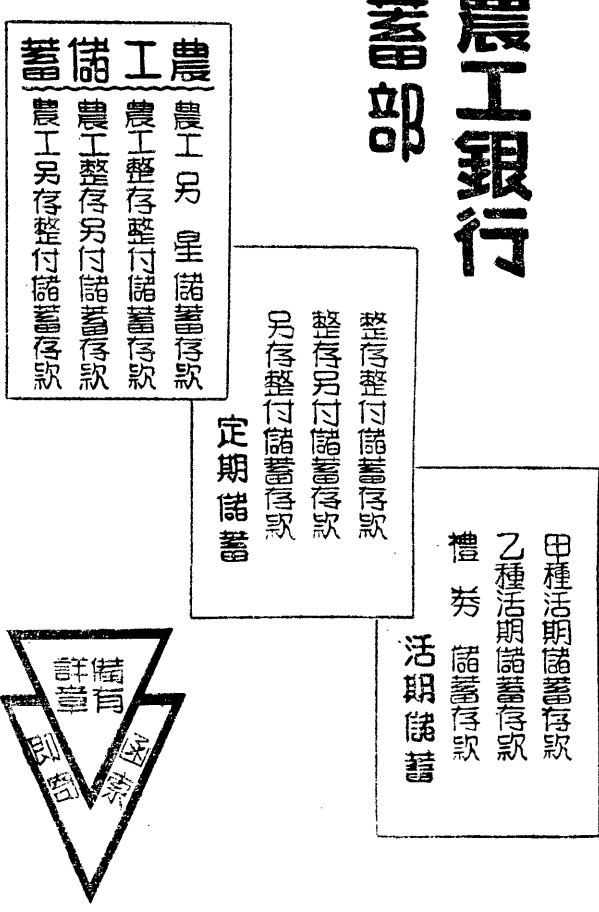 農工銀行
蓄部
甲種活期儲蓄存款
乙種活期儲蓄存款
禮券儲蓄存款
活期儲蓄
整存整付儲蓄存款
整存另付儲蓄存款
另存整付儲蓄存款
定期儲蓄
農工儲蓄
農工另星儲蓄存款
農工整存整付儲蓄存款
農工整存另付儲蓄存款
農工另存整付儲蓄存款
備有
詳章
函索
即寄